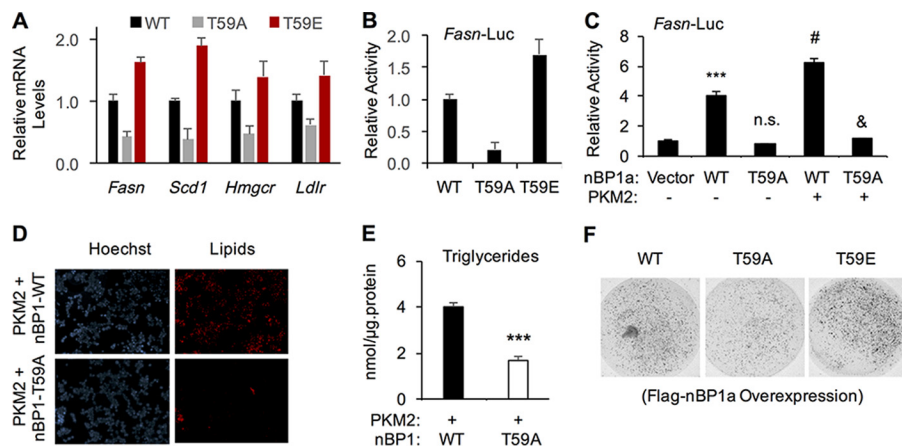 A
WT T59A T59E
Relative mRNA
Levels
2.0
1.0
0.0
Fasn Scd1 Hmgcr Ldlr
B
Fasn-Luc
Relative Activity
2.0
1.5
1.0
0.5
0.0
WT T59A T59E
C
Fasn-Luc
Relative Activity
8
6
4
2
0
***
n.s.
#
&
nBP1a: Vector WT T59A WT T59A
PKM2: - - - + +
D
Hoechst Lipids
PKM2 +
nBP1-WT
PKM2 +
nBP1-T59A
E
Triglycerides
nmol/µg.protein
6
4
2
0
***
PKM2: + +
nBP1: WT T59A
F
WT T59A T59E
(Flag-nBP1a Overexpression)